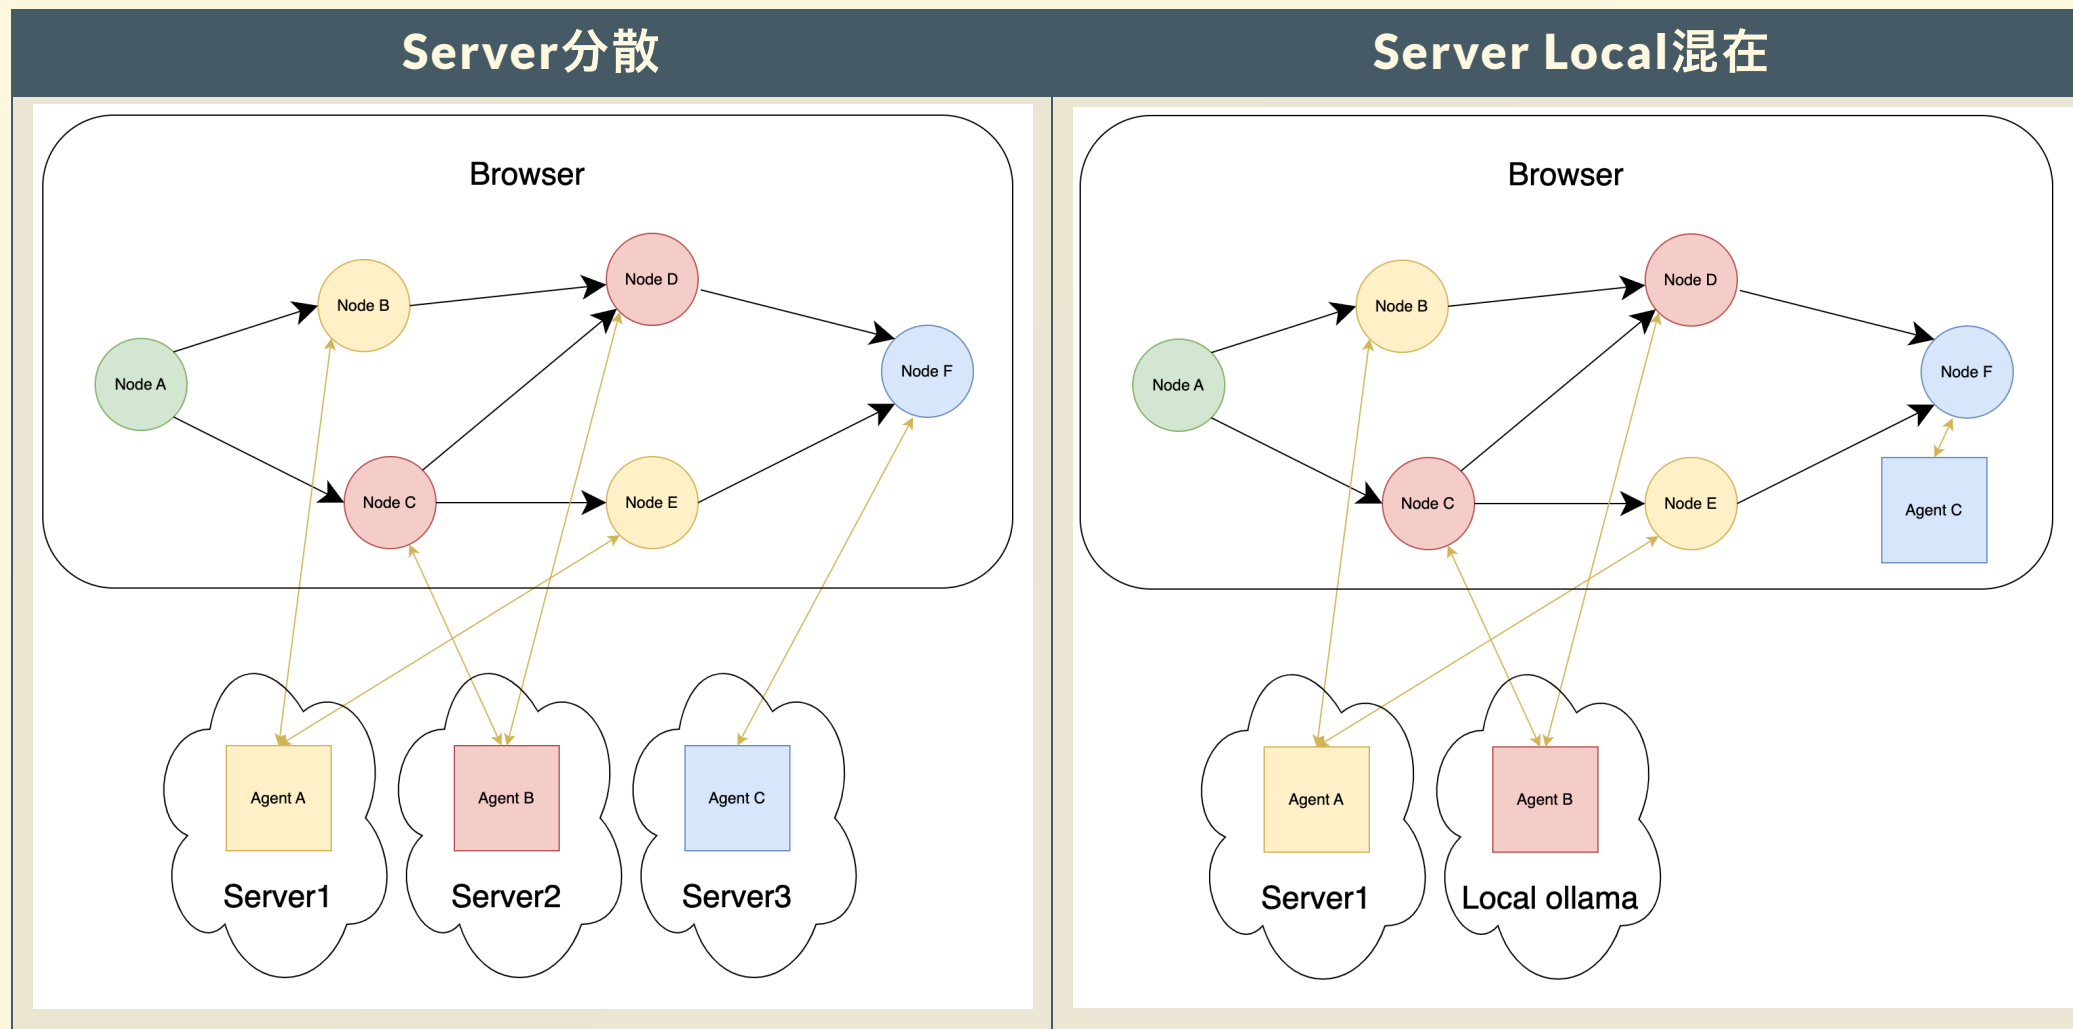 Server分散
Browser
Node D
Node B
Node F
Node A
Node C
Node E
Agent A
Agent B
Agent C
Server1
Server2
Server3
Server Local混在
Browser
Node D
Node B
Node F
Node A
Node C
Node E
Agent C
Agent A
Agent B
Server1
Local ollama